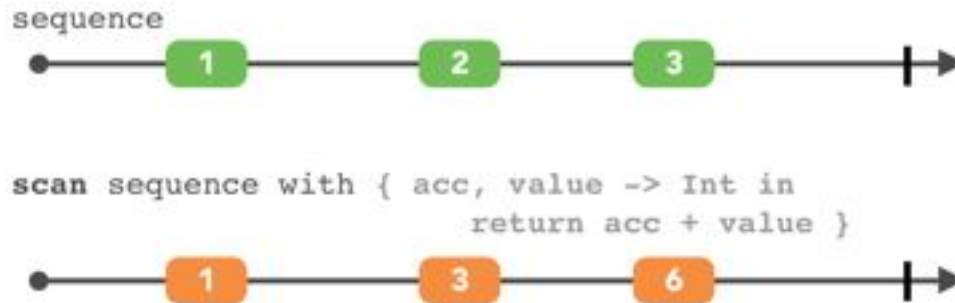 sequence
1 2 3
scan sequence with { acc, value -> Int in
return acc + value }
1 3 6